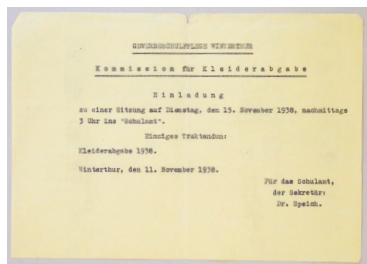 GEWERBESCHULPFLEGE WINTERTHUR
Kommission für Kleiderabgabe
Einladung
zu einer Sitzung auf Dienstag, den 15. November 1938, nachmittags
3 Uhr ins "Schulamt".
Einziges Traktandum:
Kleiderabgabe 1938.
Winterthur, den 11. November 1938.
Für das Schulamt,
der Sekretär:
Dr. Speich.